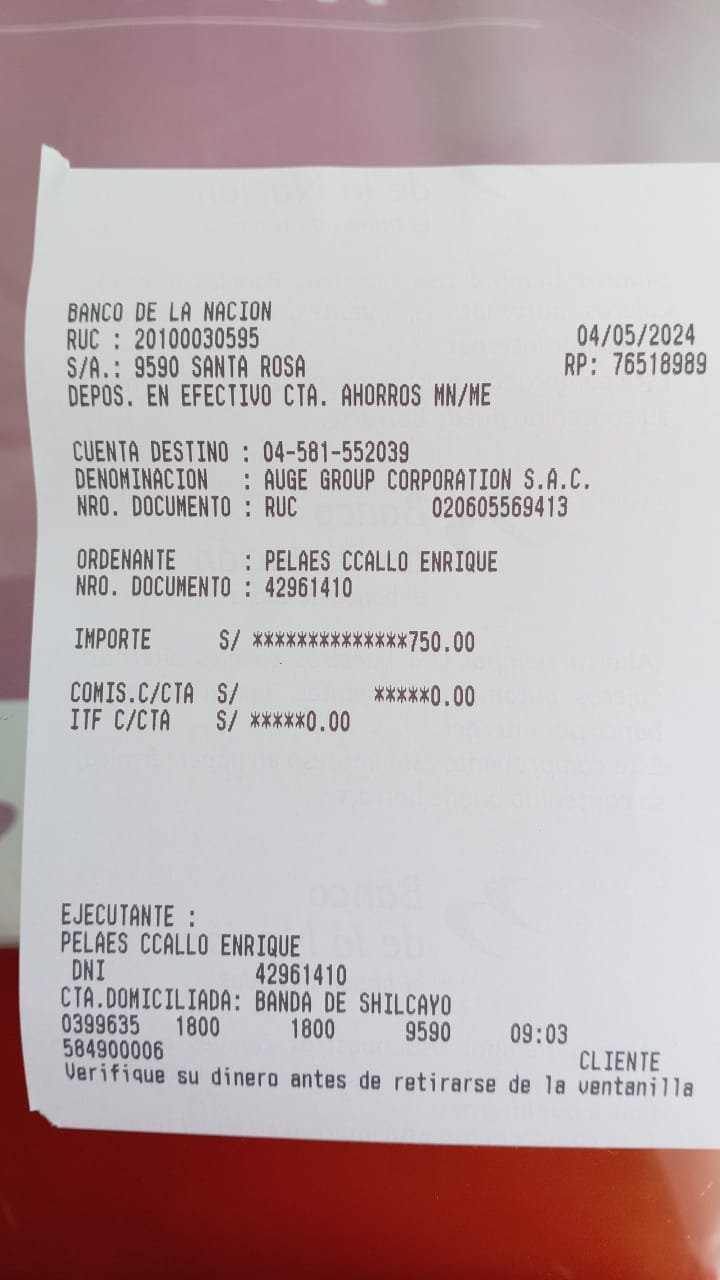 BANCO DE LA NACION
RUC : 20100030595 04/05/2024
S/A.: 9590 SANTA ROSA RP: 76518989
DEPOS. EN EFECTIVO CTA. AHORROS MN/ME
CUENTA DESTINO : 04-581-552039
DENOMINACION : AUGE GROUP CORPORATION S.A.C.
NRO. DOCUMENTO : RUC 020605569413
ORDENANTE : PELAES CCALLO ENRIQUE
NRO. DOCUMENTO : 42961410
IMPORTE S/ **************750.00
COMIS.C/CTA S/ *****0.00
ITF C/CTA S/ *****0.00
EJECUTANTE :
PELAES CCALLO ENRIQUE
DNI 42961410
CTA.DOMICILIADA: BANDA DE SHILCAYO
0399635 1800 1800 9590 09:03
584900006 CLIENTE
Verifique su dinero antes de retirarse de la ventanilla